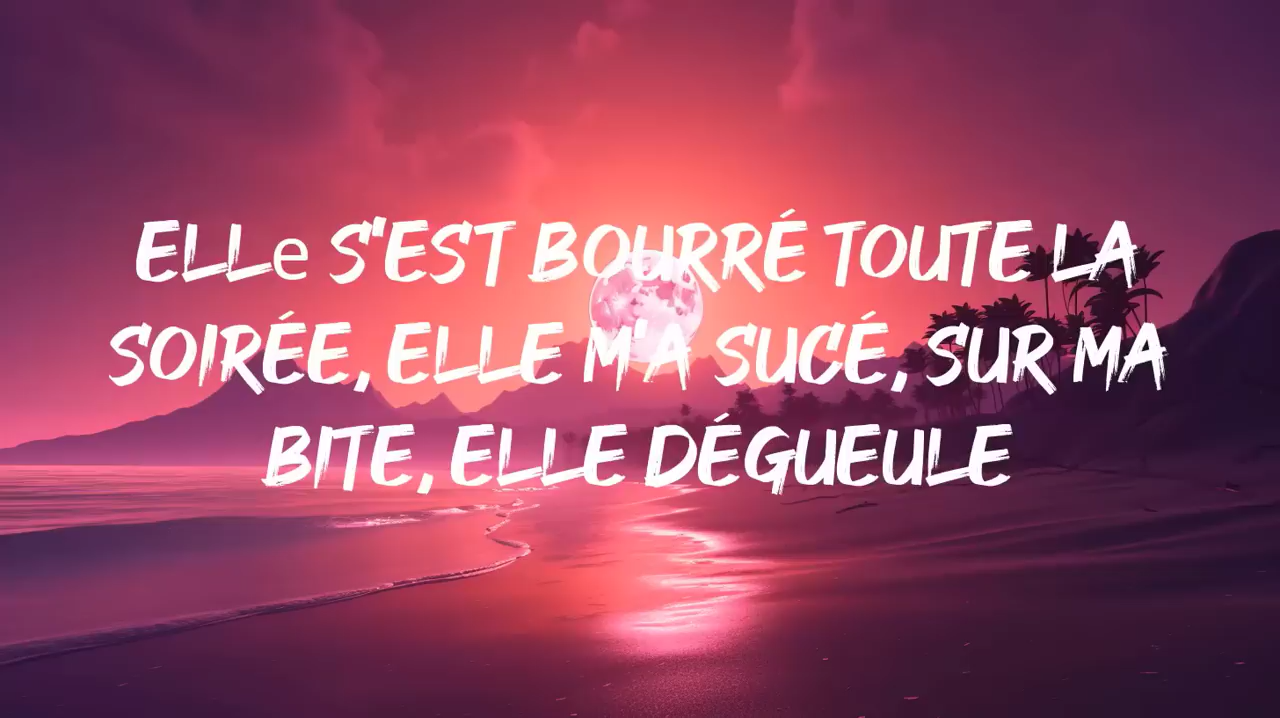 ELLe S'EST BOURRÉ TOUTE LA
SOIRÉE, ELLE M'A SUCÉ, SUR MA
BITE, ELLE DÉGUEULE